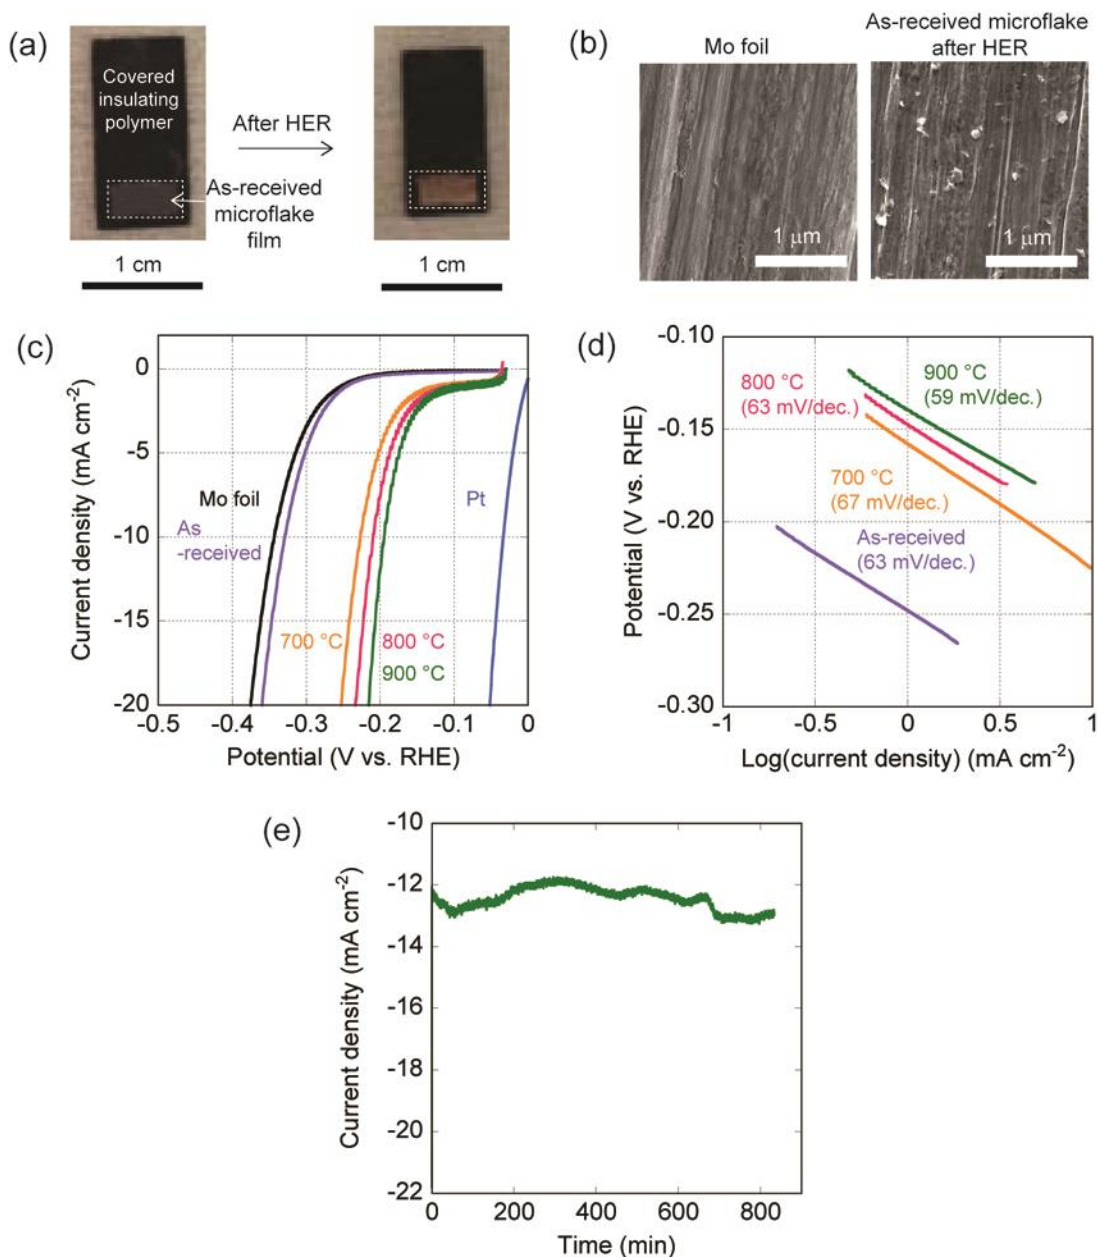 (a)
Covered
insulating
polymer
After HER
As-received
microflake
film
1 cm
1 cm
(b)
Mo foil
As-received microflake
after HER
1 μm
1 μm
(c)
Current density (mA cm-2)
0
-5
-10
-15
-20
Mo foil
As
-received
Pt
700 °C
800 °C
900 °C
-0.5
-0.4
-0.3
-0.2
-0.1
0
Potential (V vs. RHE)
(d)
Potential (V vs. RHE)
-0.10
-0.15
-0.20
-0.25
-0.30
800 °C
(63 mV/dec.)
900 °C
(59 mV/dec.)
700 °C
(67 mV/dec.)
As-received
(63 mV/dec.)
-1
-0.5
0
0.5
1
Log(current density) (mA cm-2)
(e)
Current density (mA cm-2)
-10
-12
-14
-16
-18
-20
-22
0
200
400
600
800
Time (min)